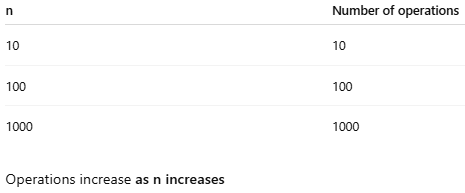 n Number of operations
10 10
100 100
1000 1000
Operations increase as n increases